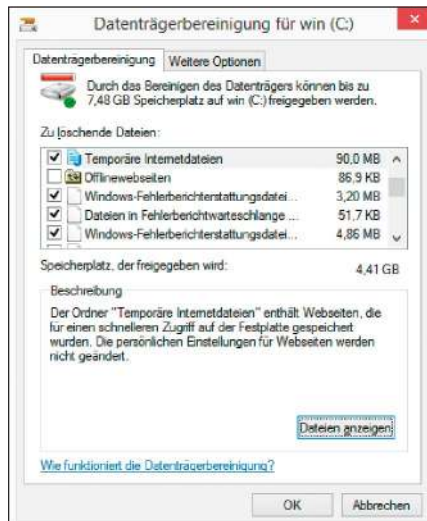 Datenträgerbereinigung für win (C:)
Datenträgerbereinigung Weitere Optionen
Durch das Bereinigen des Datenträgers können bis zu
7,48 GB Speicherplatz auf win (C:) freigegeben werden.
Zu löschende Dateien:
Temporäre Internetdateien 90,0 MB
Offlinewebseiten 86,9 KB
Windows-Fehlerberichterstattungsdatei... 3,20 MB
Dateien in Fehlerberichtwarteschlange ... 51,7 KB
Windows-Fehlerberichterstattungsdatei... 4,86 MB
Speicherplatz, der freigegeben wird: 4,41 GB
Beschreibung
Der Ordner "Temporäre Internetdateien" enthält Webseiten, die
für einen schnelleren Zugriff auf der Festplatte gespeichert
wurden. Die persönlichen Einstellungen für Webseiten werden
nicht geändert.
Dateien anzeigen
Wie funktioniert die Datenträgerbereinigung?
OK Abbrechen